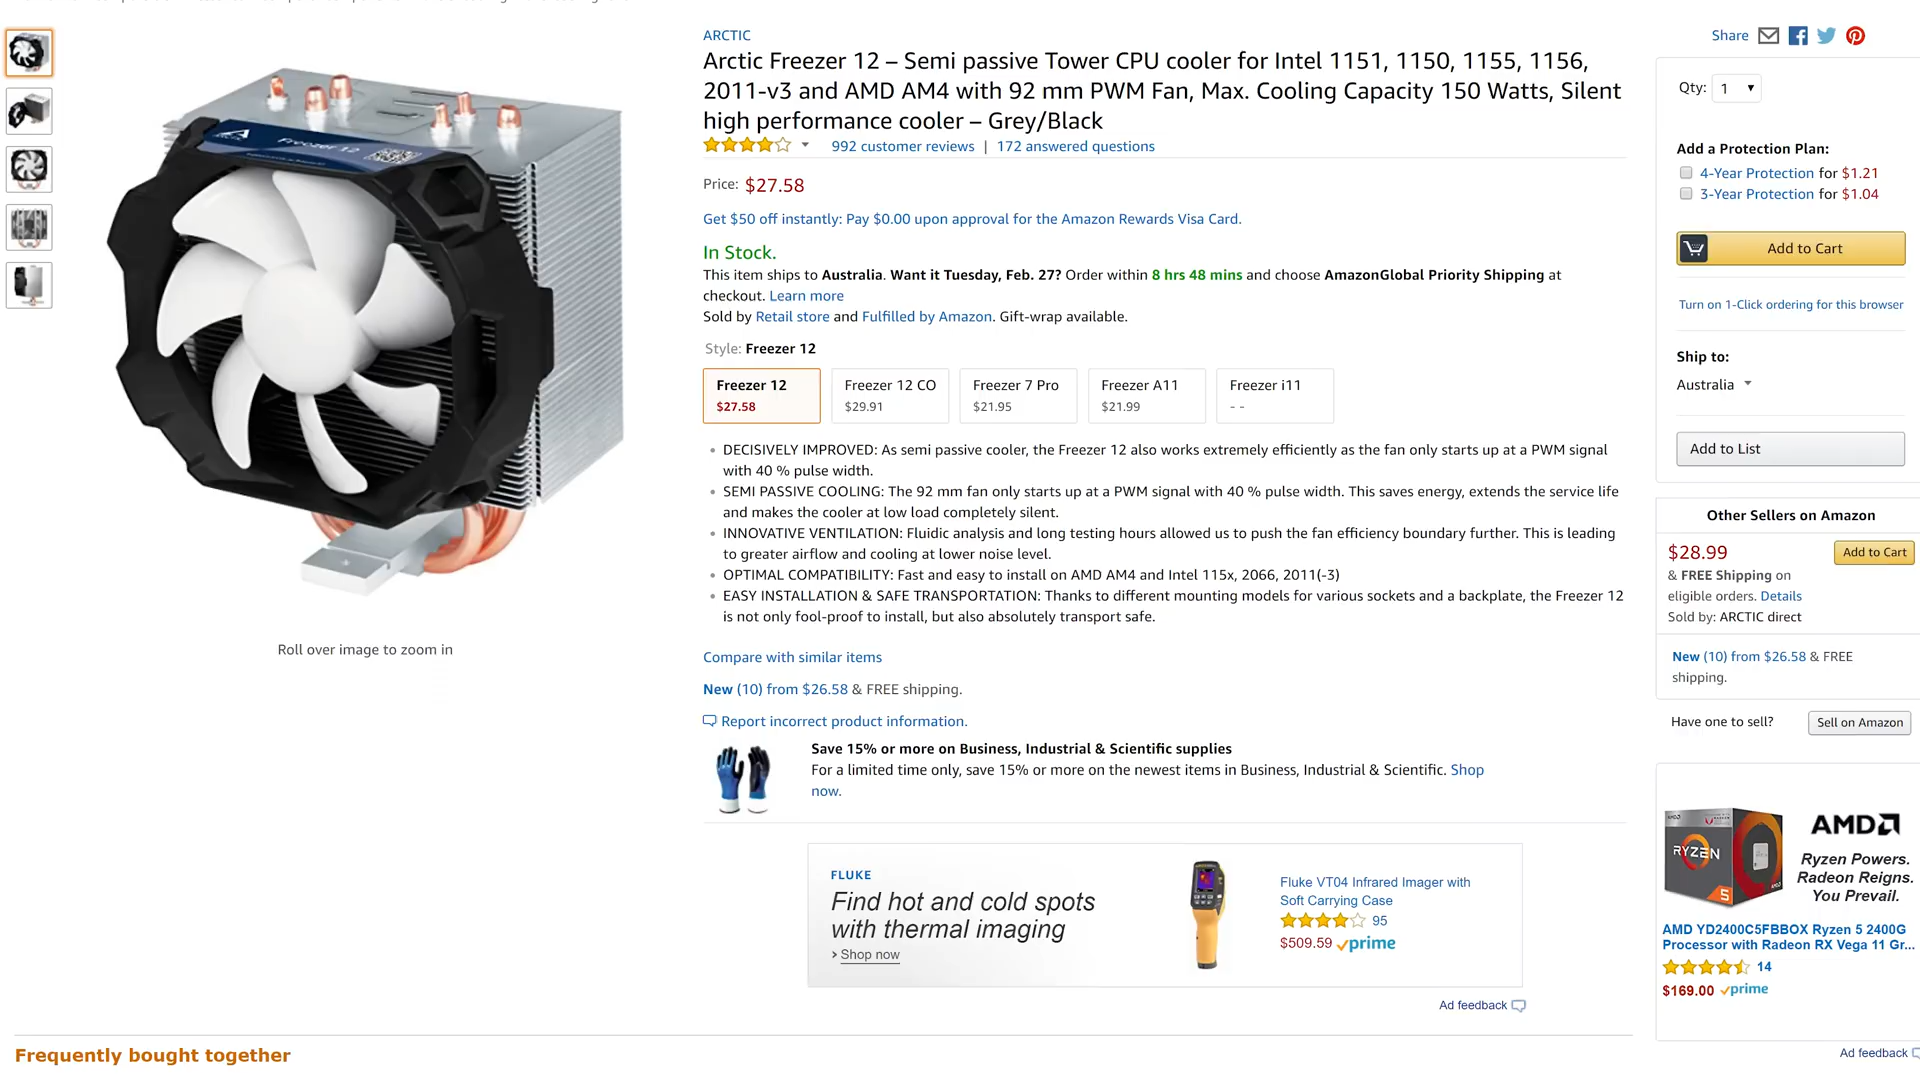 ARCTIC
Arctic Freezer 12 – Semi passive Tower CPU cooler for Intel 1151, 1150, 1155, 1156,
2011-v3 and AMD AM4 with 92 mm PWM Fan, Max. Cooling Capacity 150 Watts, Silent
high performance cooler – Grey/Black
992 customer reviews | 172 answered questions
Price: $27.58
Get $50 off instantly: Pay $0.00 upon approval for the Amazon Rewards Visa Card.
In Stock.
This item ships to Australia. Want it Tuesday, Feb. 27? Order within 8 hrs 48 mins and choose AmazonGlobal Priority Shipping at
checkout. Learn more
Sold by Retail store and Fulfilled by Amazon. Gift-wrap available.
Style: Freezer 12
Freezer 12 Freezer 12 CO Freezer 7 Pro Freezer A11 Freezer i11
$27.58 $29.91 $21.95 $21.99 - -
• DECISIVELY IMPROVED: As semi passive cooler, the Freezer 12 also works extremely efficiently as the fan only starts up at a PWM signal
with 40 % pulse width.
• SEMI PASSIVE COOLING: The 92 mm fan only starts up at a PWM signal with 40 % pulse width. This saves energy, extends the service life
and makes the cooler at low load completely silent.
• INNOVATIVE VENTILATION: Fluidic analysis and long testing hours allowed us to push the fan efficiency boundary further. This is leading
to greater airflow and cooling at lower noise level.
• OPTIMAL COMPATIBILITY: Fast and easy to install on AMD AM4 and Intel 115x, 2066, 2011(-3)
• EASY INSTALLATION & SAFE TRANSPORTATION: Thanks to different mounting models for various sockets and a backplate, the Freezer 12
is not only fool-proof to install, but also absolutely transport safe.
Compare with similar items
New (10) from $26.58 & FREE shipping.
Report incorrect product information.
Save 15% or more on Business, Industrial & Scientific supplies
For a limited time only, save 15% or more on the newest items in Business, Industrial & Scientific. Shop
now.
FLUKE
Find hot and cold spots
with thermal imaging
› Shop now
Fluke VT04 Infrared Imager with
Soft Carrying Case
95
$509.59 prime
Ad feedback
Freezer 12
Roll over image to zoom in
Share
Qty: 1
Add a Protection Plan:
4-Year Protection for $1.21
3-Year Protection for $1.04
Add to Cart
Turn on 1-Click ordering for this browser
Ship to:
Australia
Add to List
Other Sellers on Amazon
$28.99 Add to Cart
& FREE Shipping on
eligible orders. Details
Sold by: ARCTIC direct
New (10) from $26.58 & FREE
shipping.
Have one to sell? Sell on Amazon
AMD
RYZEN
5
Ryzen Powers.
Radeon Reigns.
You Prevail.
AMD YD2400C5FBBOX Ryzen 5 2400G
Processor with Radeon RX Vega 11 Gr...
14
$169.00 prime
Ad feedback
Frequently bought together